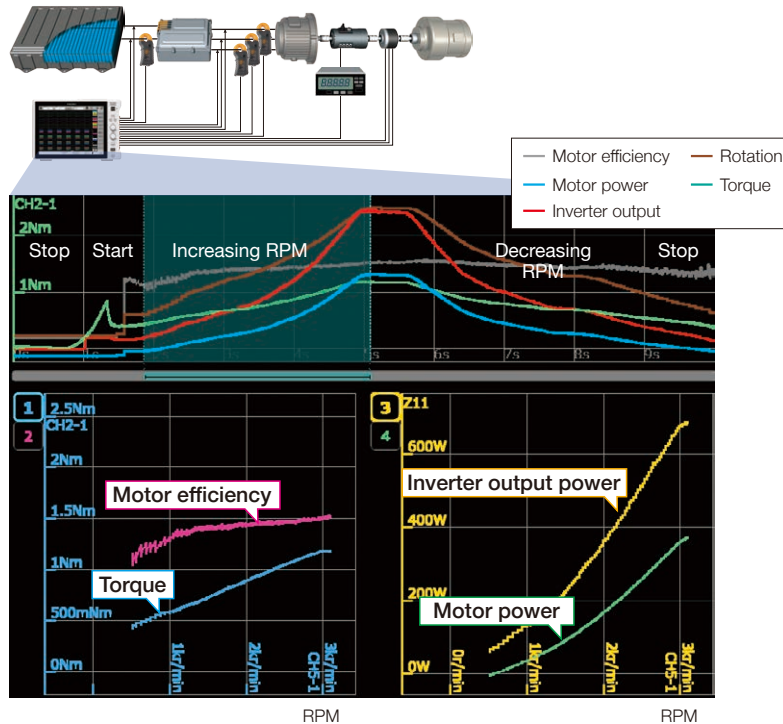 Motor efficiency
Rotation
Motor power
Torque
Inverter output
CH2-1
2Nm
Stop
Start
Increasing RPM
Decreasing RPM
Stop
1Nm
1s
5s
6s
7s
8s
9s
1
2
2.5Nm
CH2-1
2Nm
Motor efficiency
1.5Nm
1Nm
Torque
500mNm
0Nm
1kr/min
2kr/min
3kr/min
CH5-1
RPM
3
4
Z11
600W
Inverter output power
400W
200W
Motor power
0W
0r/min
1kr/min
2kr/min
3kr/min
CH5-1
RPM